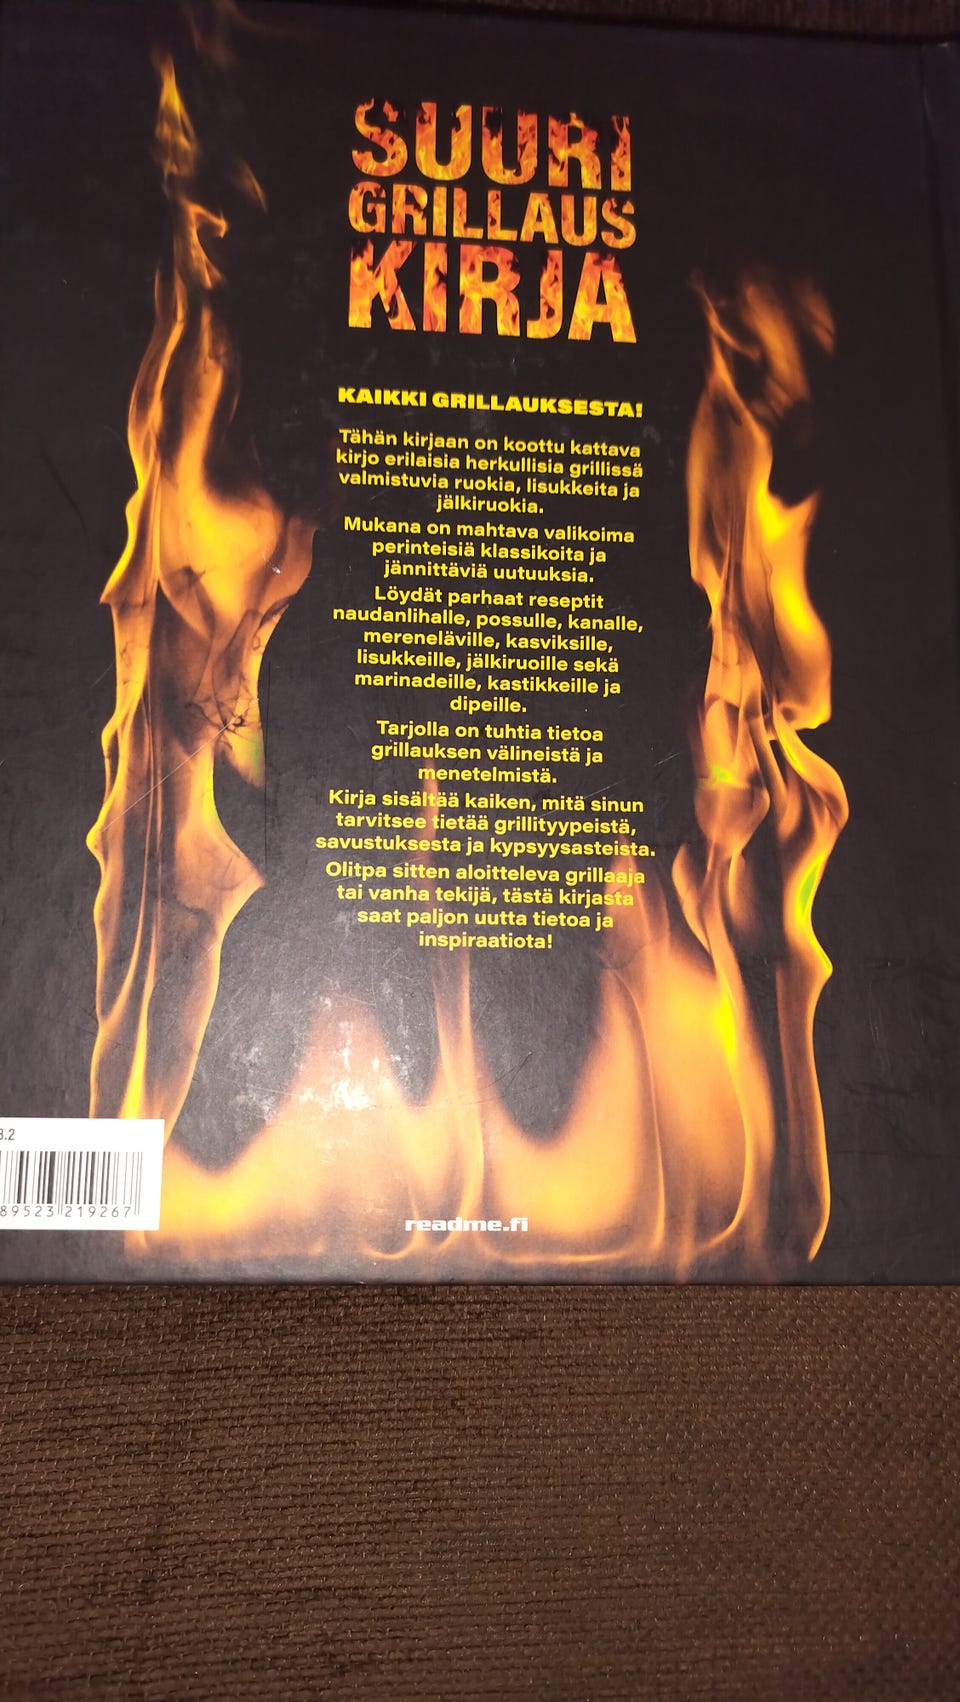 SUURI
GRILLAUS
KIRJA
KAIKKI GRILLAUKSESTA!
Tähän kirjaan on koottu kattava
kirjo erilaisia herkullisia grillissä
valmistuvia ruokia, lisukkeita ja
jälkiruokia.
Mukana on mahtava valikoima
perinteisiä klassikoita ja
jännittäviä uutuuksia.
Löydät parhaat reseptit
naudanlihalle, possulle, kanalle,
mereneläville, kasviksille,
lisukkeille, jälkiruoille sekä
marinadeille, kastikkeille ja
dipeille.
Tarjolla on tuhtia tietoa
grillauksen välineistä ja
menetelmistä.
Kirja sisältää kaiken, mitä sinun
tarvitsee tietää grillityypeistä,
savustuksesta ja kypsyysasteista.
Olitpa sitten aloitteleva grillaaja
tai vanha tekijä, tästä kirjasta
saat paljon uutta tietoa ja
inspiraatiota!
8.2
89523 219267
readme.fi